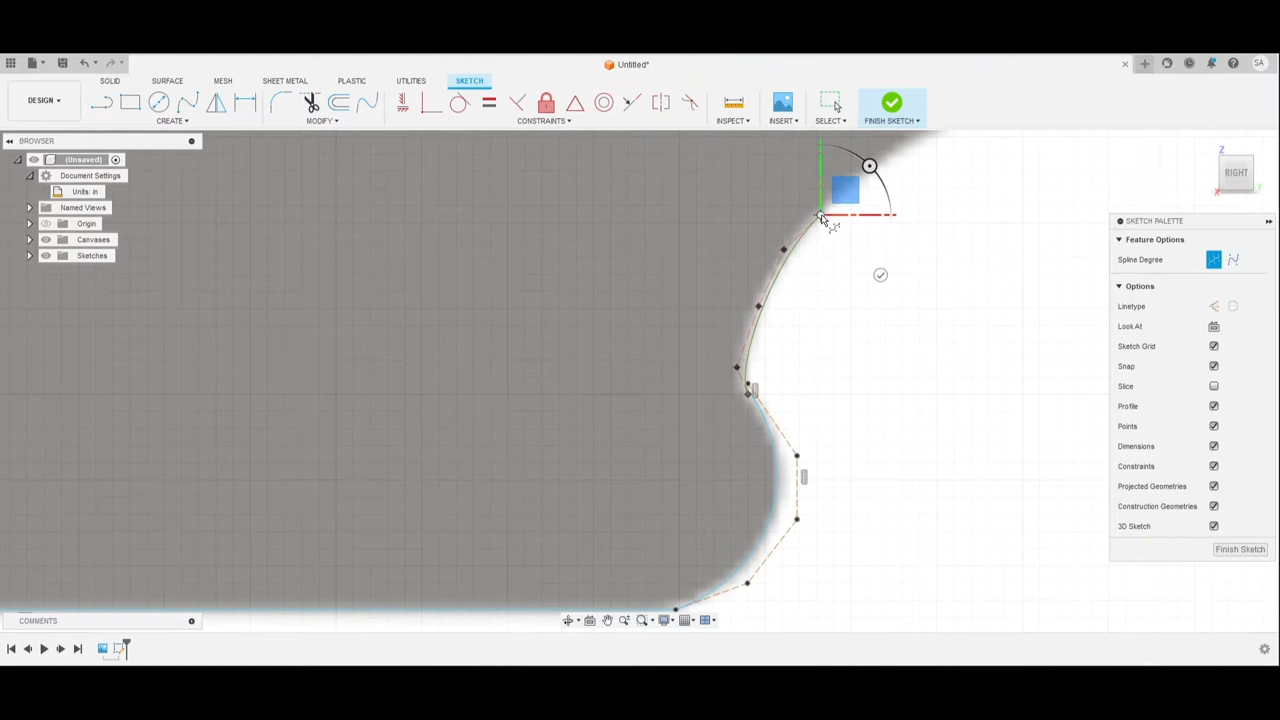 Untitled*
SA
SOLID SURFACE MESH SHEET METAL PLASTIC UTILITIES SKETCH
DESIGN
CREATE MODIFY CONSTRAINTS INSPECT INSERT SELECT FINISH SKETCH
BROWSER
(Unsaved)
Document Settings
Units: in
Named Views
Origin
Canvases
Sketches
Z
RIGHT
X Y
SKETCH PALETTE
Feature Options
Spline Degree
Options
Linetype
Look At
Sketch Grid
Snap
Slice
Profile
Points
Dimensions
Constraints
Projected Geometries
Construction Geometries
3D Sketch
Finish Sketch
COMMENTS